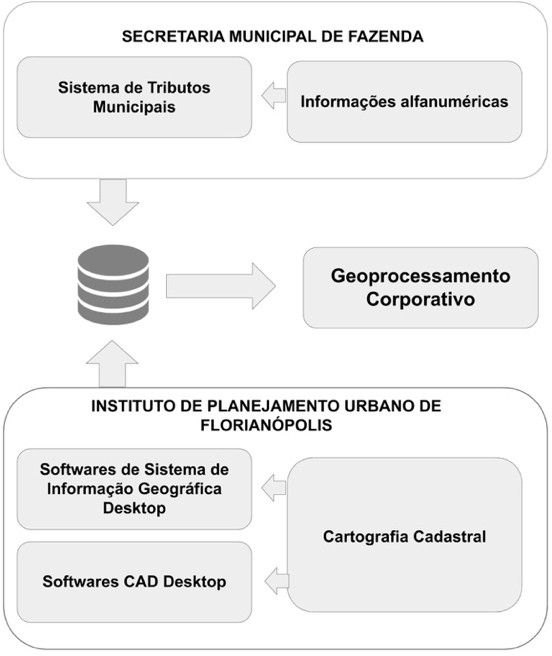 SECRETARIA MUNICIPAL DE FAZENDA
Sistema de Tributos
Municipais
Informações alfanuméricas
Geoprocessamento
Corporativo
INSTITUTO DE PLANEJAMENTO URBANO DE
FLORIANÓPOLIS
Softwares de Sistema de
Informação Geográfica
Desktop
Cartografia Cadastral
Softwares CAD Desktop